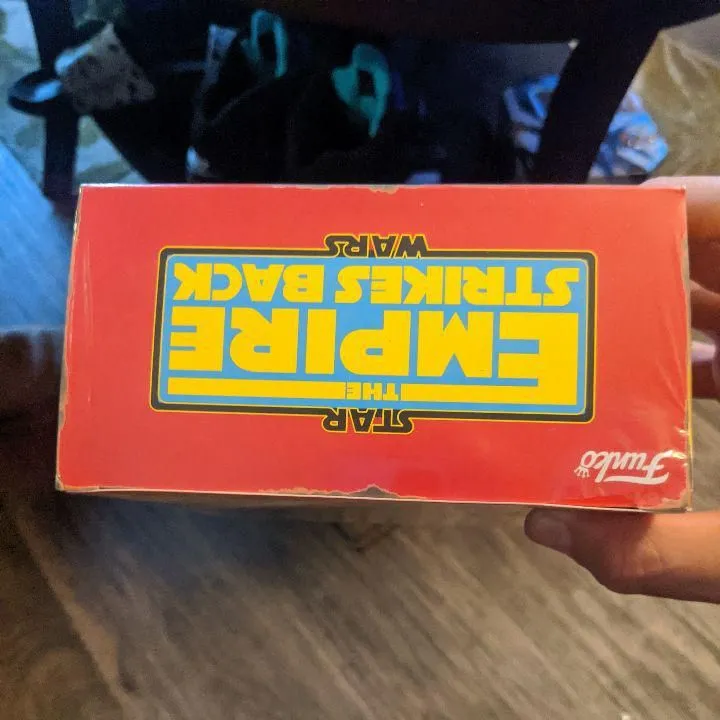 STAR
THE
EMPIRE
STRIKES BACK
WARS
Funko